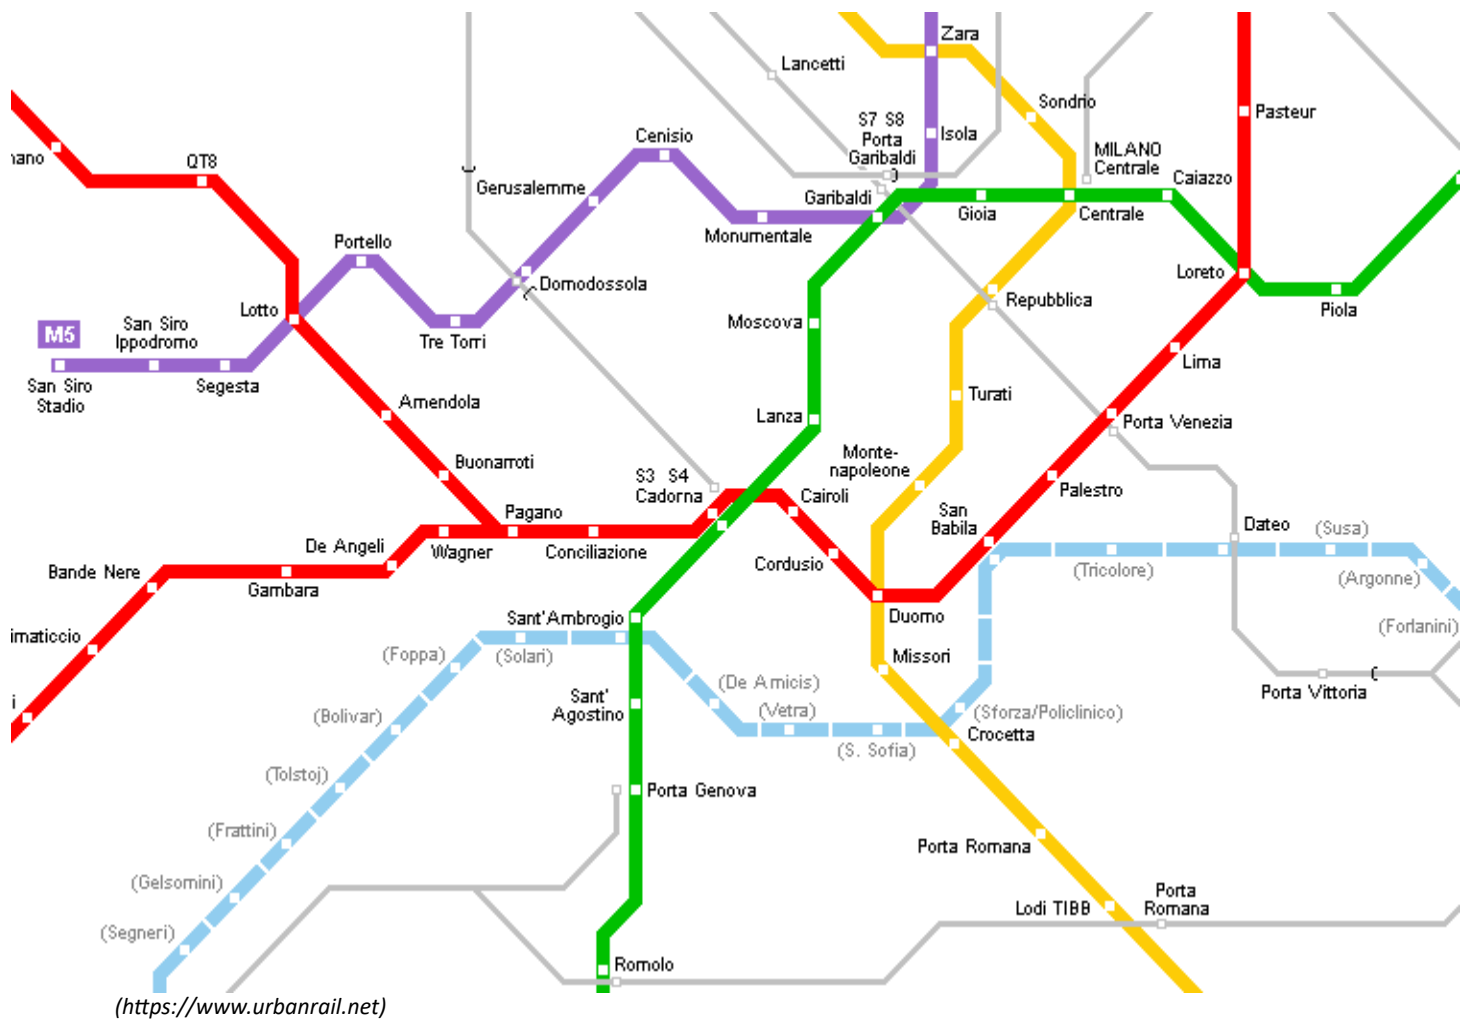 Zara
Lancetti
Sondrio
S7 S8
Porta
Garibaldi
Isola
Pasteur
Cenisio
MILANO
Centrale
nano
QT8
Gerusalemme
Garibaldi
Gioia
Centrale
Caiazzo
Monumentale
Portello
Domodossola
Repubblica
Loreto
Piola
Lotto
M5
San Siro
Ippodromo
Tre Torri
Moscova
Lima
San Siro
Stadio
Segesta
Amendola
Lanza
Turati
Porta Venezia
Buonarroti
Monte-
napoleone
S3 S4
Cadorna
Cairoli
Palestro
Pagano
San
Babila
Dateo
(Susa)
De Angeli
Wagner
Conciliazione
Cordusio
(Tricolore)
(Argonne)
Bande Nere
Gambara
Sant'Ambrogio
Duomo
(Forlanini)
imaticcio
(Foppa)
(Solari)
Missori
(De Amicis)
Porta Vittoria
i
Sant'
Agostino
(Vetra)
(Sforza/Policlinico)
(Bolivar)
(S. Sofia)
Crocetta
(Tolstoj)
Porta Genova
(Frattini)
Porta Romana
(Gelsomini)
Lodi TIBB
Porta
Romana
(Segneri)
Romolo
(https://www.urbanrail.net)